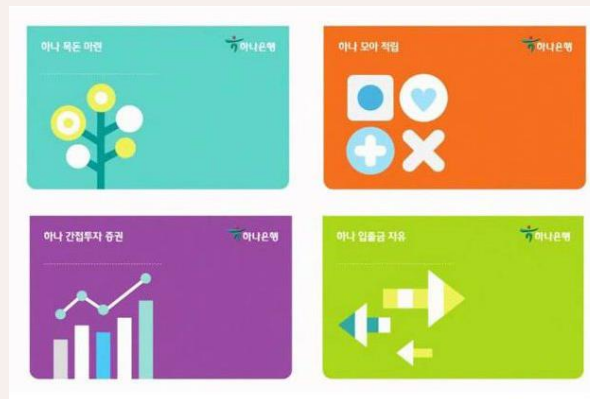 하나 목돈 마련
하나은행
하나 모아 적립
하나은행
하나 간접투자 증권
하나은행
하나 입출금 자유
하나은행